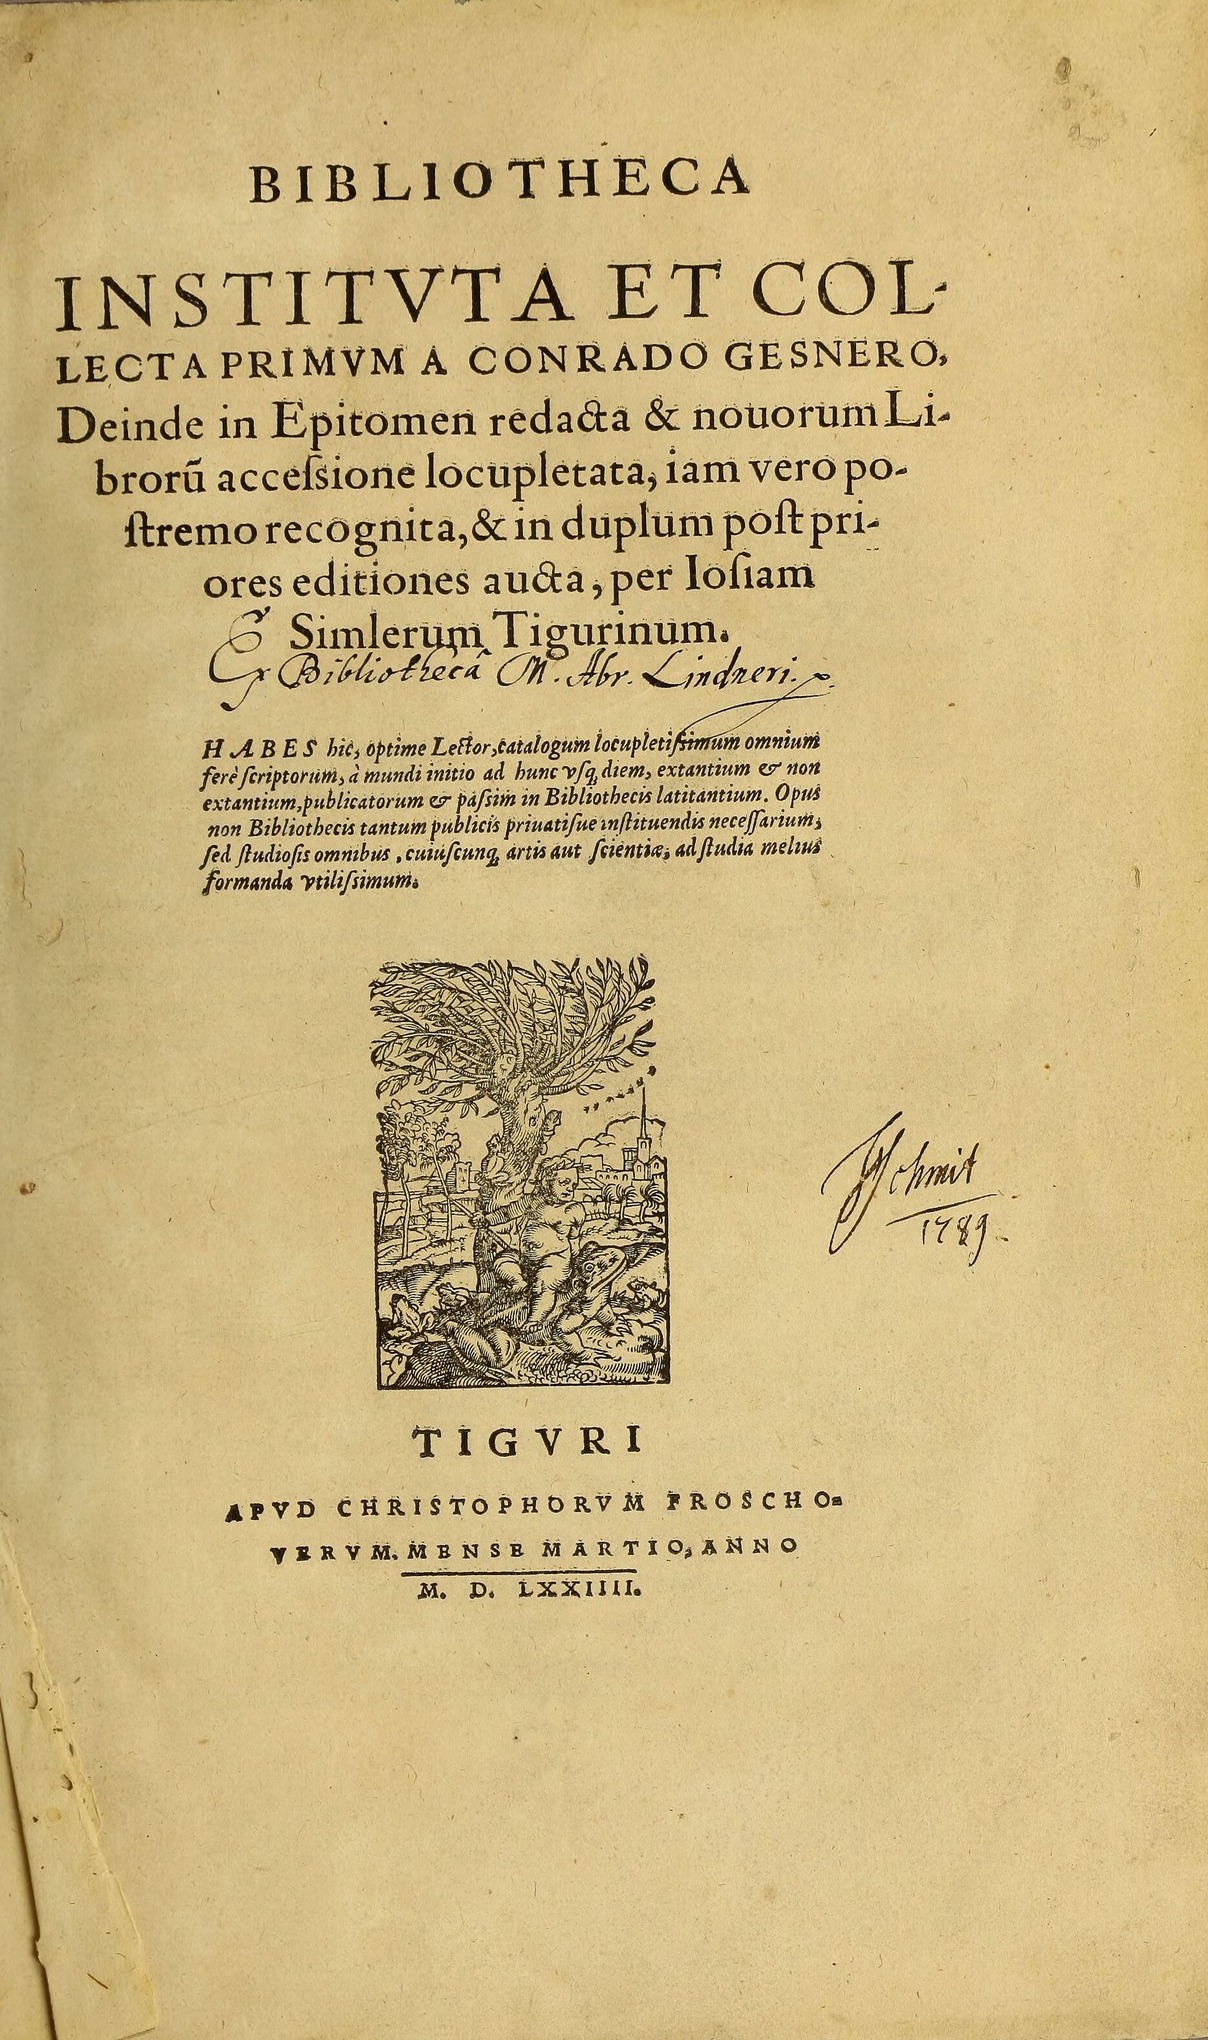 BIBLIOTHECA
INSTITVTA ET COL-
LECTA PRIMVM A CONRADO GESNERO,
Deinde in Epitomen redacta & nouorum Li-
brorū acceſsione locupletata, iam vero po-
ſtremo recognita, & in duplum poſt pri-
ores editiones aucta, per Ioſiam
Simlerum Tigurinum.
Ex Bibliothecâ M. Abr. Lindneri.
HABES hic, optime Lector, catalogum locupletiſsimum omnium
ferè ſcriptorum, à mundi initio ad hunc vſq; diem, extantium & non
extantium, publicatorum & paſsim in Bibliothecis latitantium. Opus
non Bibliothecis tantum publicis priuatiſue inſtituendis neceſſarium,
ſed ſtudioſis omnibus, cuiuſcunq; artis aut ſcientiæ, ad ſtudia melius
formanda vtiliſsimum.
Schmit
1789.
TIGVRI
APVD CHRISTOPHORVM FROSCHO-
VERVM. MENSE MARTIO, ANNO
M. D. LXXIIII.